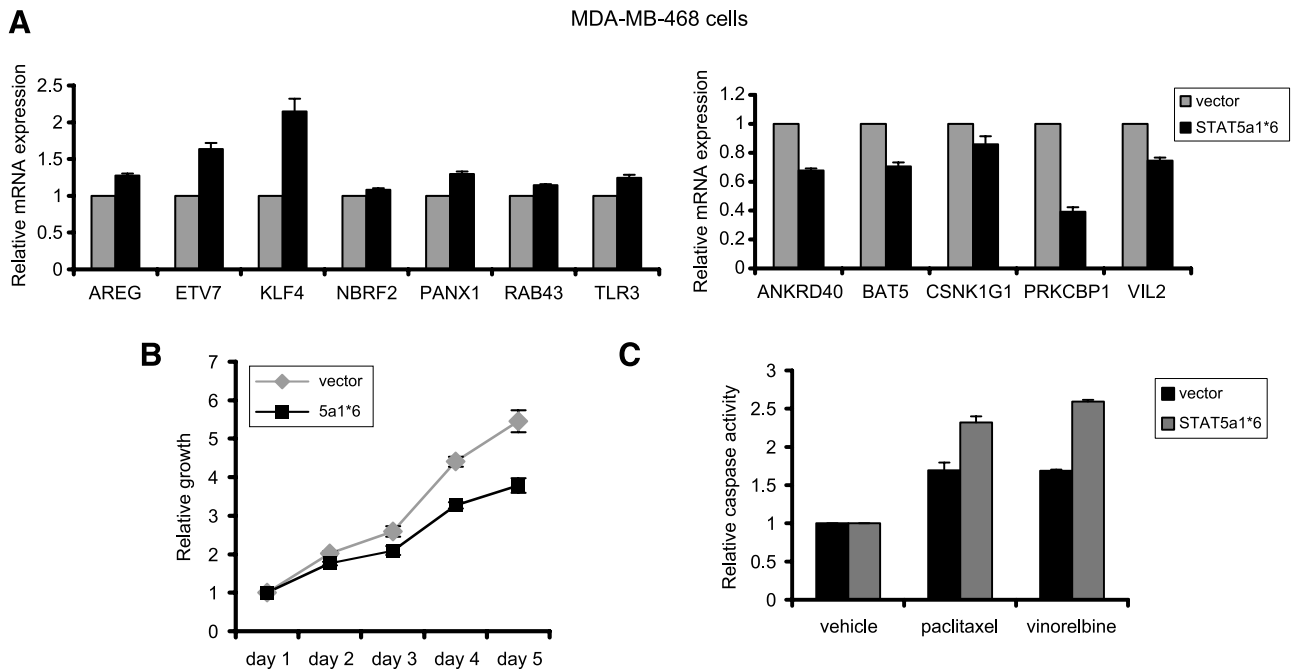 MDA-MB-468 cells
A
Relative mRNA expression
2.5
2
1.5
1
0.5
0
AREG ETV7 KLF4 NBRF2 PANX1 RAB43 TLR3
Relative mRNA expression
1.2
1
0.8
0.6
0.4
0.2
0
ANKRD40 BAT5 CSNK1G1 PRKCBP1 VIL2
vector
STAT5a1*6
B
Relative growth
7
6
5
4
3
2
1
0
day 1 day 2 day 3 day 4 day 5
vector
5a1*6
C
Relative caspase activity
3
2.5
2
1.5
1
0.5
0
vehicle paclitaxel vinorelbine
vector
STAT5a1*6